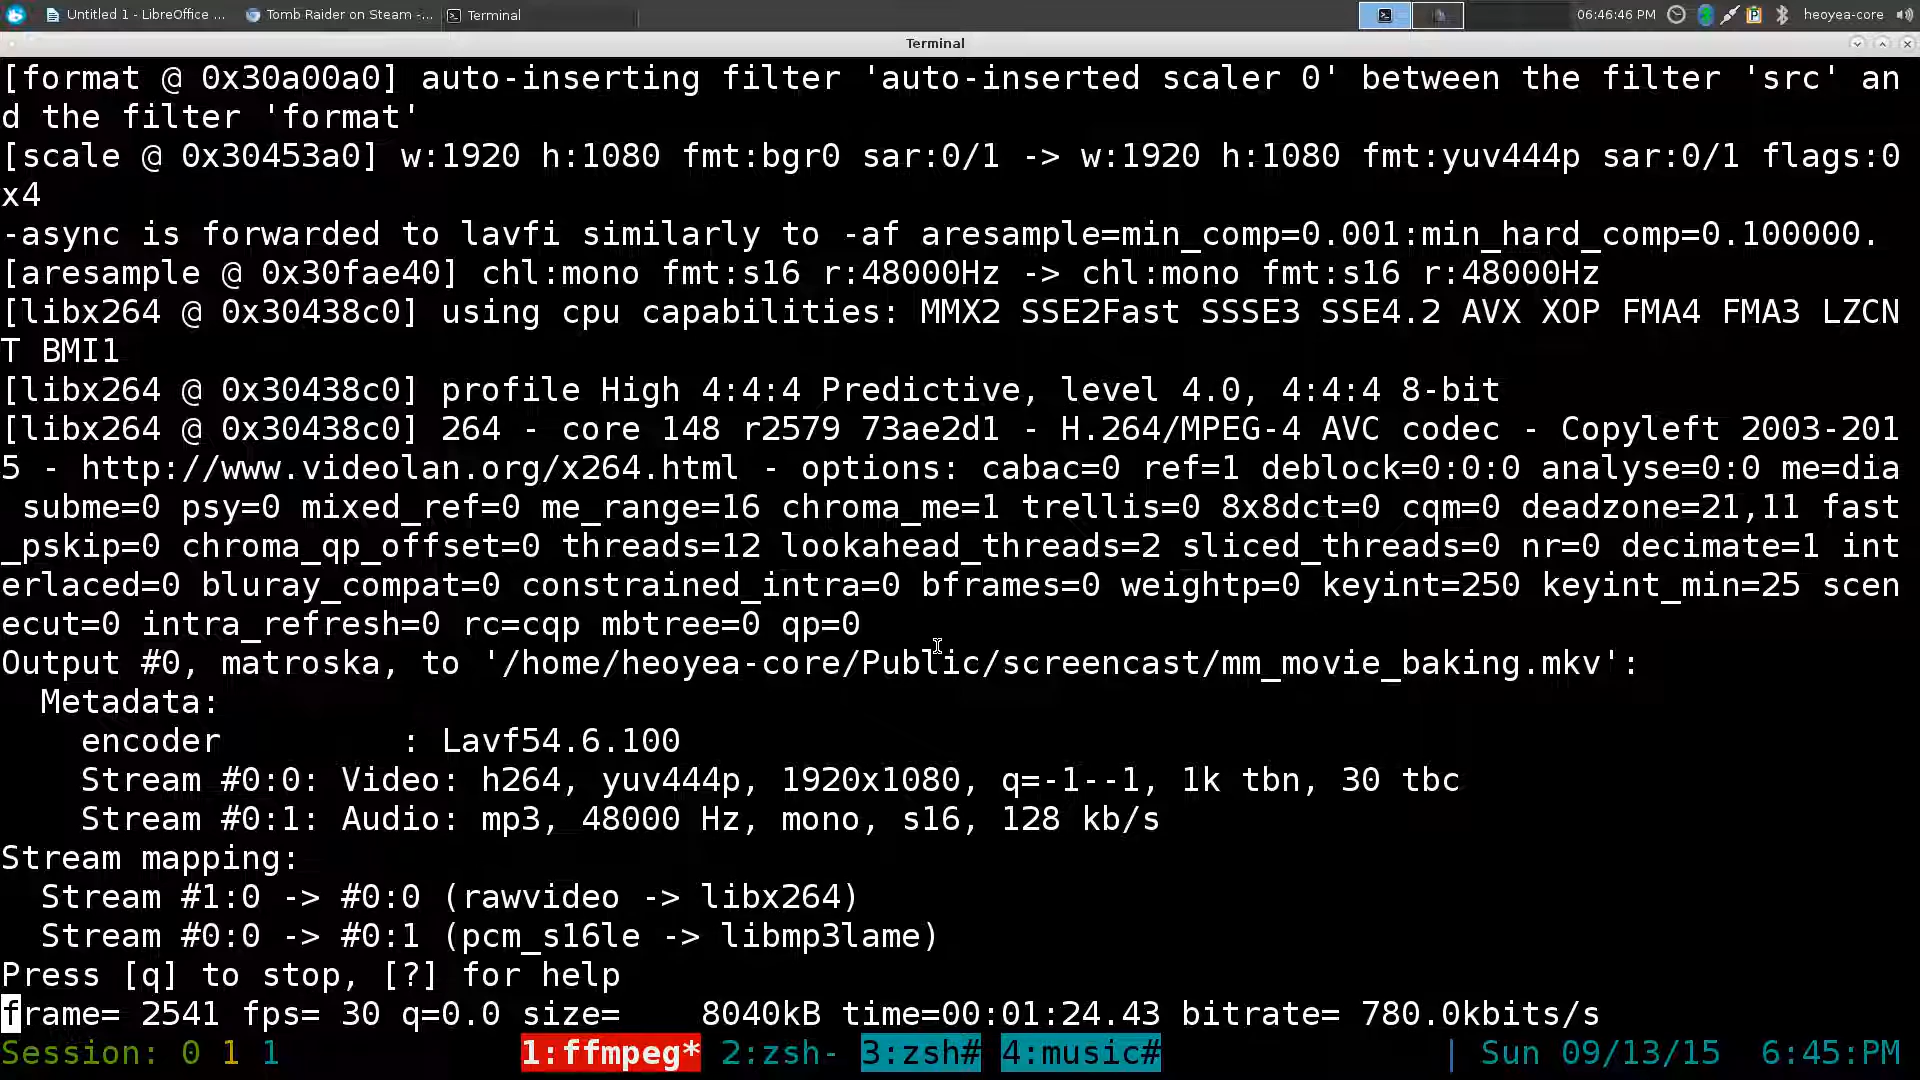 Untitled 1 - LibreOffice ... Tomb Raider on Steam -... Terminal 06:46:46 PM heoyea-core
Terminal
[format @ 0x30a00a0] auto-inserting filter 'auto-inserted scaler 0' between the filter 'src' an
d the filter 'format'
[scale @ 0x30453a0] w:1920 h:1080 fmt:bgr0 sar:0/1 -> w:1920 h:1080 fmt:yuv444p sar:0/1 flags:0
x4
-async is forwarded to lavfi similarly to -af aresample=min_comp=0.001:min_hard_comp=0.100000.
[aresample @ 0x30fae40] chl:mono fmt:s16 r:48000Hz -> chl:mono fmt:s16 r:48000Hz
[libx264 @ 0x30438c0] using cpu capabilities: MMX2 SSE2Fast SSSE3 SSE4.2 AVX XOP FMA4 FMA3 LZCN
T BMI1
[libx264 @ 0x30438c0] profile High 4:4:4 Predictive, level 4.0, 4:4:4 8-bit
[libx264 @ 0x30438c0] 264 - core 148 r2579 73ae2d1 - H.264/MPEG-4 AVC codec - Copyleft 2003-201
5 - http://www.videolan.org/x264.html - options: cabac=0 ref=1 deblock=0:0:0 analyse=0:0 me=dia
 subme=0 psy=0 mixed_ref=0 me_range=16 chroma_me=1 trellis=0 8x8dct=0 cqm=0 deadzone=21,11 fast
_pskip=0 chroma_qp_offset=0 threads=12 lookahead_threads=2 sliced_threads=0 nr=0 decimate=1 int
erlaced=0 bluray_compat=0 constrained_intra=0 bframes=0 weightp=0 keyint=250 keyint_min=25 scen
ecut=0 intra_refresh=0 rc=cqp mbtree=0 qp=0
Output #0, matroska, to '/home/heoyea-core/Public/screencast/mm_movie_baking.mkv':
  Metadata:
    encoder         : Lavf54.6.100
    Stream #0:0: Video: h264, yuv444p, 1920x1080, q=-1--1, 1k tbn, 30 tbc
    Stream #0:1: Audio: mp3, 48000 Hz, mono, s16, 128 kb/s
Stream mapping:
  Stream #1:0 -> #0:0 (rawvideo -> libx264)
  Stream #0:0 -> #0:1 (pcm_s16le -> libmp3lame)
Press [q] to stop, [?] for help
frame= 2541 fps= 30 q=0.0 size=    8040kB time=00:01:24.43 bitrate= 780.0kbits/s
Session: 0 1 1 1:ffmpeg* 2:zsh- 3:zsh# 4:music# | Sun 09/13/15 6:45:PM